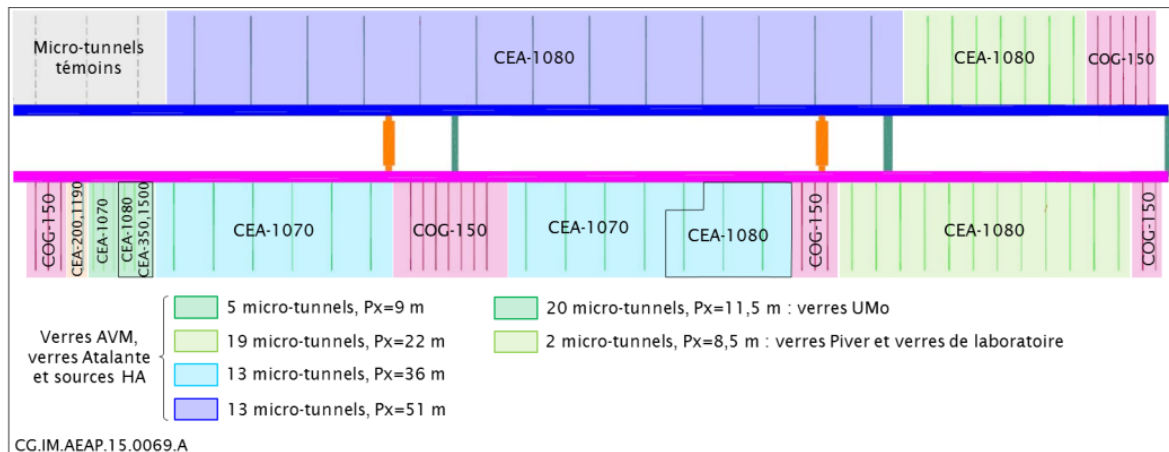 Micro-tunnels
témoins
CEA-1080
CEA-1080
COG-150
COG-150
CEA-200,1190
CEA-1070
CEA-1080
CEA-350,1500
CEA-1070
COG-150
CEA-1070
CEA-1080
COG-150
CEA-1080
COG-150
Verres AVM,
verres Atalante
et sources HA
5 micro-tunnels, Px=9 m
19 micro-tunnels, Px=22 m
13 micro-tunnels, Px=36 m
13 micro-tunnels, Px=51 m
20 micro-tunnels, Px=11,5 m : verres UMo
2 micro-tunnels, Px=8,5 m : verres Piver et verres de laboratoire
CG.IM.AEAP.15.0069.A